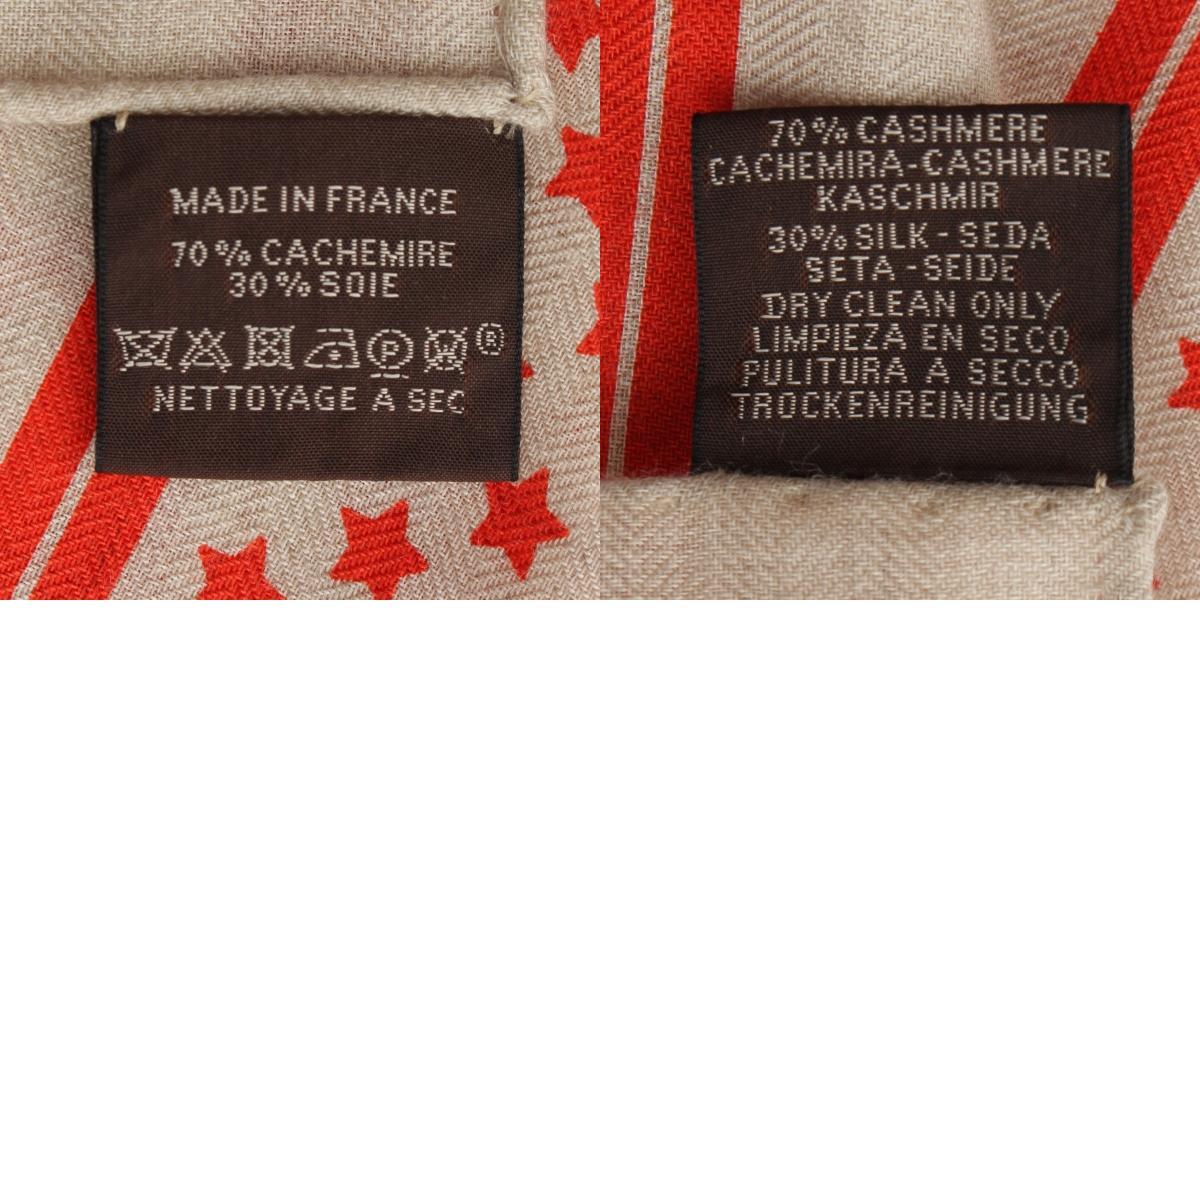 MADE IN FRANCE
70% CACHEMIRE
30% SOIE
P W ®
NETTOYAGE A SEC
70% CASHMERE
CACHEMIRA-CASHMERE
KASCHMIR
30% SILK - SEDA
SETA - SEIDE
DRY CLEAN ONLY
LIMPIEZA EN SECO
PULITURA A SECCO
TROCKENREINIGUNG